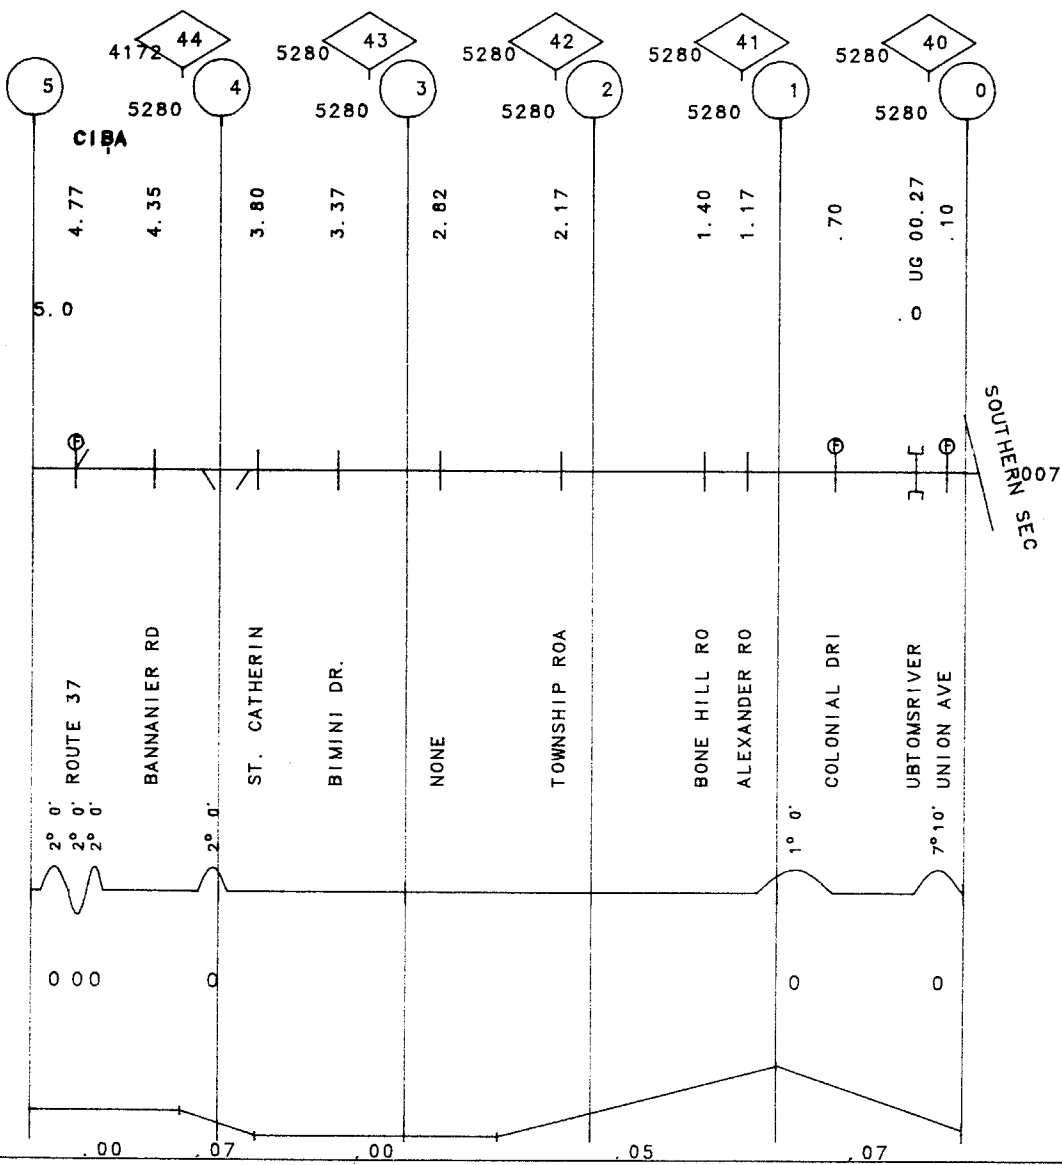 44 43 42 41 40
4172 5280 5280 5280 5280
5 4 3 2 1 0
5280 5280 5280 5280 5280
CIBA
4.77 4.35 3.80 3.37 2.82 2.17 1.40 1.17 .70 .0 UG 00.27 .10
5.0
F F F
SOUTHERN SEC
007
ROUTE 37
BANNANIER RD
ST. CATHERIN
BIMINI DR.
NONE
TOWNSHIP ROA
BONE HILL RO
ALEXANDER RO
COLONIAL DRI
UBTOMSRIVER
UNION AVE
2° 0' 2° 0' 2° 0' 2° 0' 1° 0' 7°10'
0 0 0 0 0 0
.00 .07 .00 .05 .07